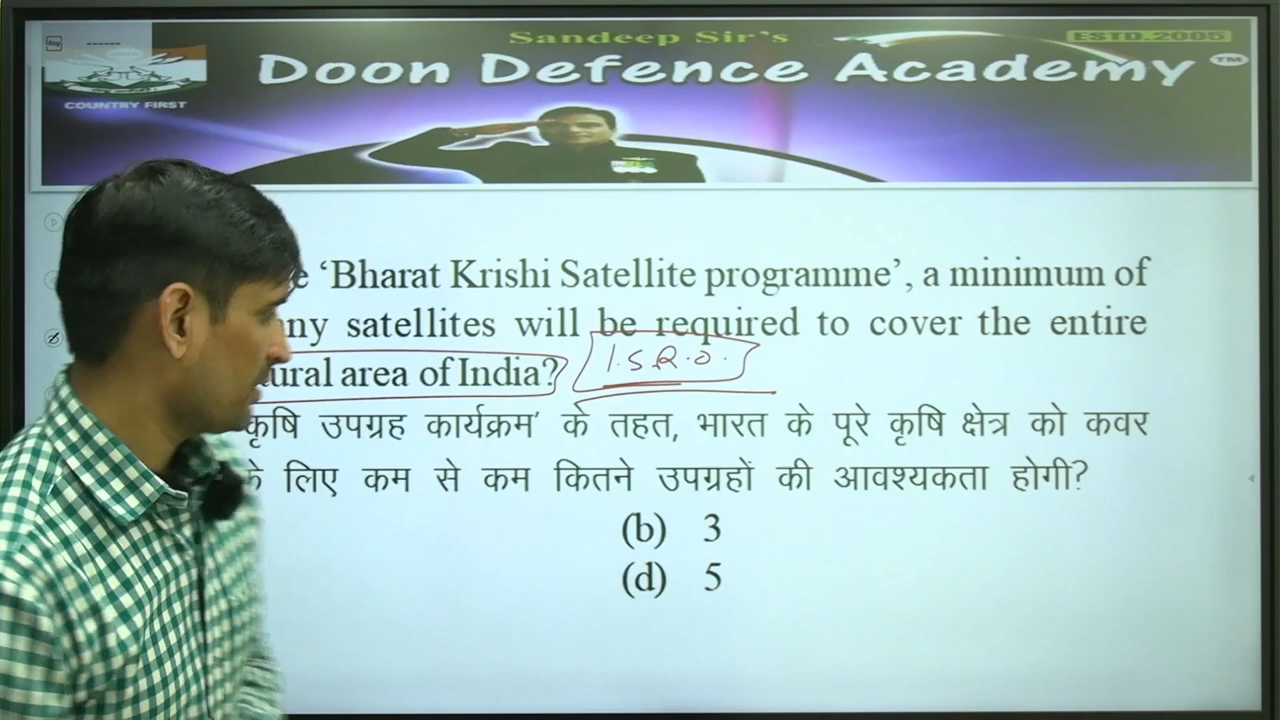 Sandeep Sir's
ESTD.2005
Doon Defence Academy TM
COUNTRY FIRST
'Bharat Krishi Satellite programme', a minimum of
satellites will be required to cover the entire
area of India?
I.S.R.O.
कृषि उपग्रह कार्यक्रम' के तहत, भारत के पूरे कृषि क्षेत्र को कवर
लिए कम से कम कितने उपग्रहों की आवश्यकता होगी?
(b) 3
(d) 5